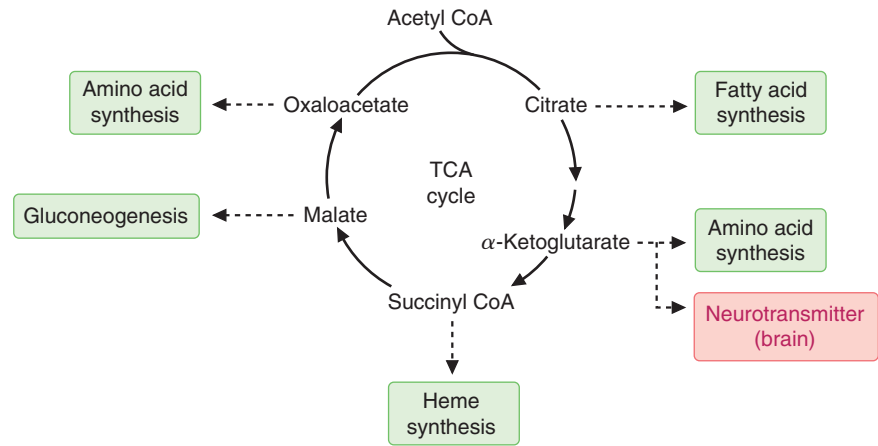 Acetyl CoA
Amino acid
synthesis
Oxaloacetate
Citrate
Fatty acid
synthesis
TCA
cycle
Gluconeogenesis
Malate
α-Ketoglutarate
Amino acid
synthesis
Succinyl CoA
Neurotransmitter
(brain)
Heme
synthesis